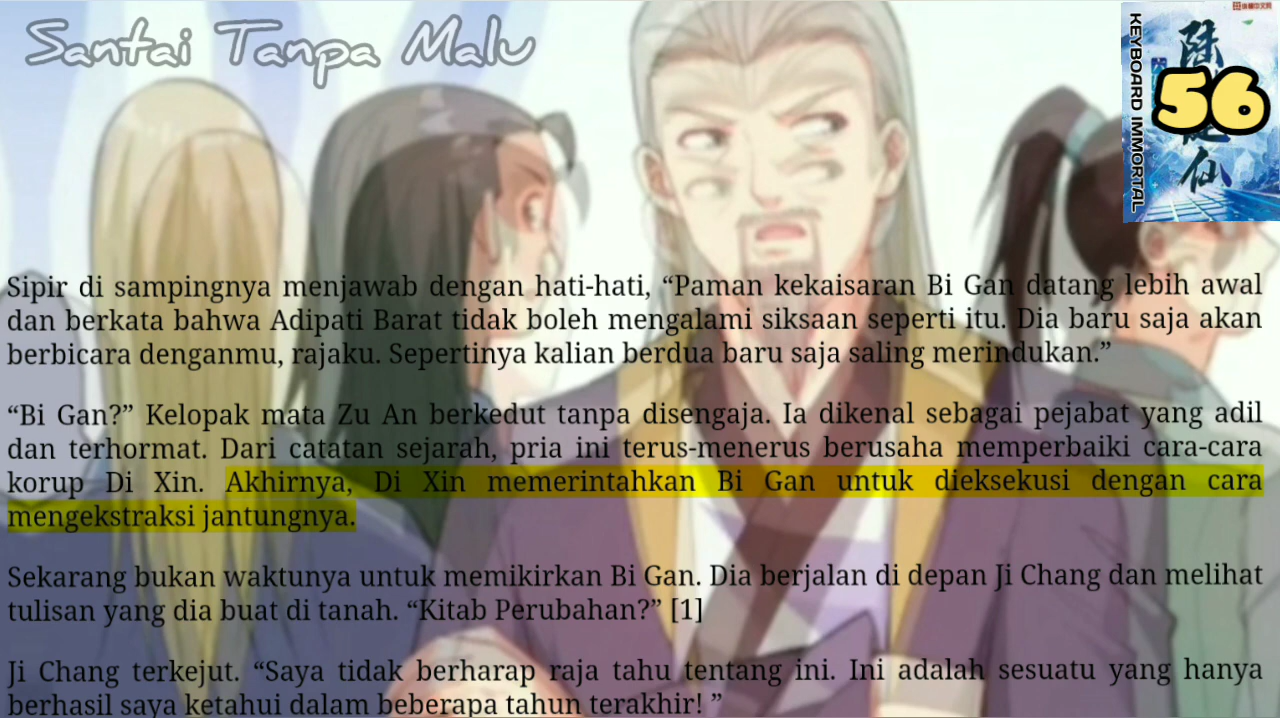 Santai Tanpa Malu
KEYBOARD IMMORTAL
56
仙
Sipir di sampingnya menjawab dengan hati-hati, “Paman kekaisaran Bi Gan datang lebih awal
dan berkata bahwa Adipati Barat tidak boleh mengalami siksaan seperti itu. Dia baru saja akan
berbicara denganmu, rajaku. Sepertinya kalian berdua baru saja saling merindukan.”
“Bi Gan?” Kelopak mata Zu An berkedut tanpa disengaja. Ia dikenal sebagai pejabat yang adil
dan terhormat. Dari catatan sejarah, pria ini terus-menerus berusaha memperbaiki cara-cara
korup Di Xin. Akhirnya, Di Xin memerintahkan Bi Gan untuk dieksekusi dengan cara
mengekstraksi jantungnya.
Sekarang bukan waktunya untuk memikirkan Bi Gan. Dia berjalan di depan Ji Chang dan melihat
tulisan yang dia buat di tanah. “Kitab Perubahan?” [1]
Ji Chang terkejut. “Saya tidak berharap raja tahu tentang ini. Ini adalah sesuatu yang hanya
berhasil saya ketahui dalam beberapa tahun terakhir! ”